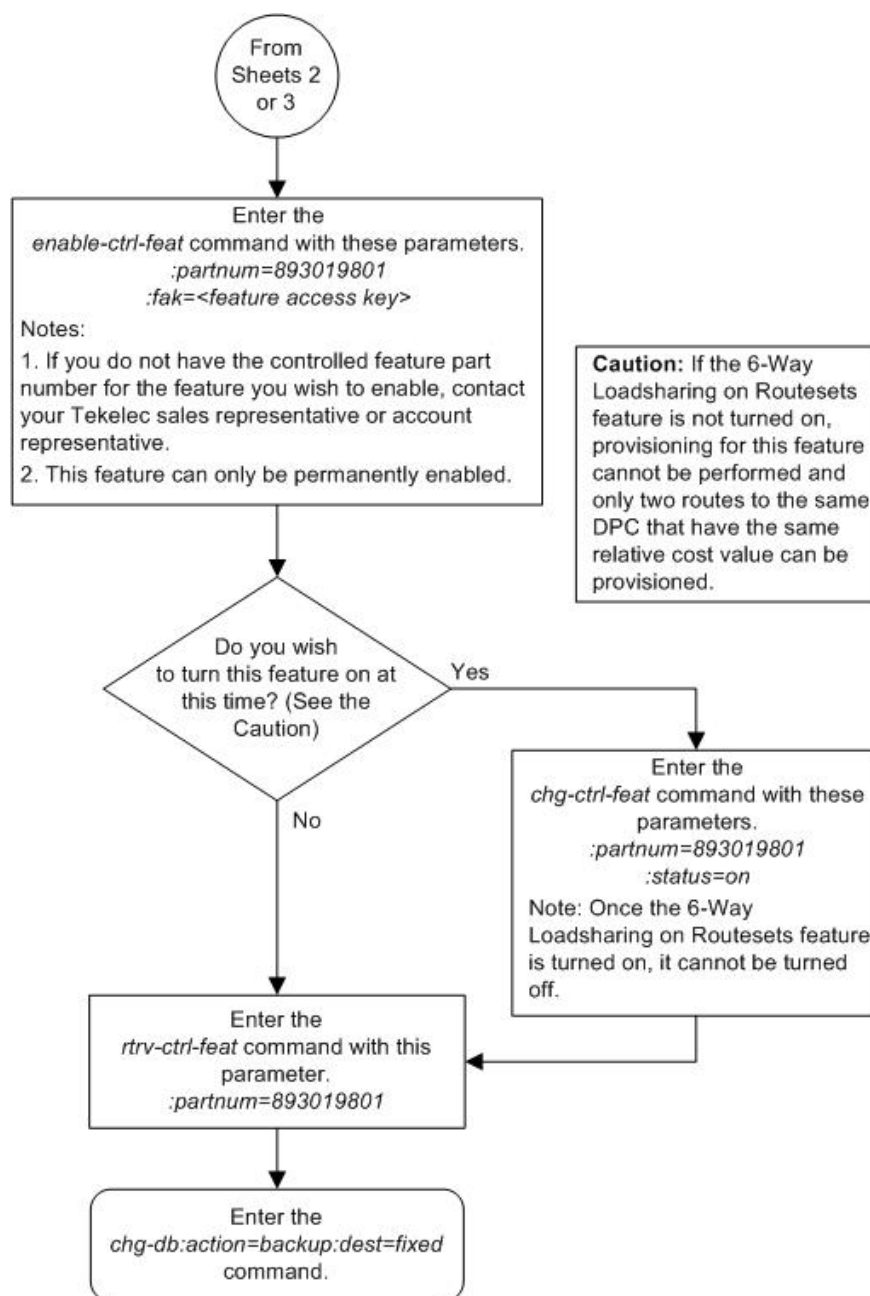 From
Sheets 2
or 3
Enter the
enable-ctrl-feat command with these parameters.
:partnum=893019801
:fak=<feature access key>
Notes:
1. If you do not have the controlled feature part
number for the feature you wish to enable, contact
your Tekelec sales representative or account
representative.
2. This feature can only be permanently enabled.
Caution: If the 6-Way
Loadsharing on Routesets
feature is not turned on,
provisioning for this feature
cannot be performed and
only two routes to the same
DPC that have the same
relative cost value can be
provisioned.
Do you wish
to turn this feature on at
this time? (See the
Caution)
Yes
No
Enter the
chg-ctrl-feat command with these
parameters.
:partnum=893019801
:status=on
Note: Once the 6-Way
Loadsharing on Routesets feature
is turned on, it cannot be turned
off.
Enter the
rtrv-ctrl-feat command with this
parameter.
:partnum=893019801
Enter the
chg-db:action=backup:dest=fixed
command.